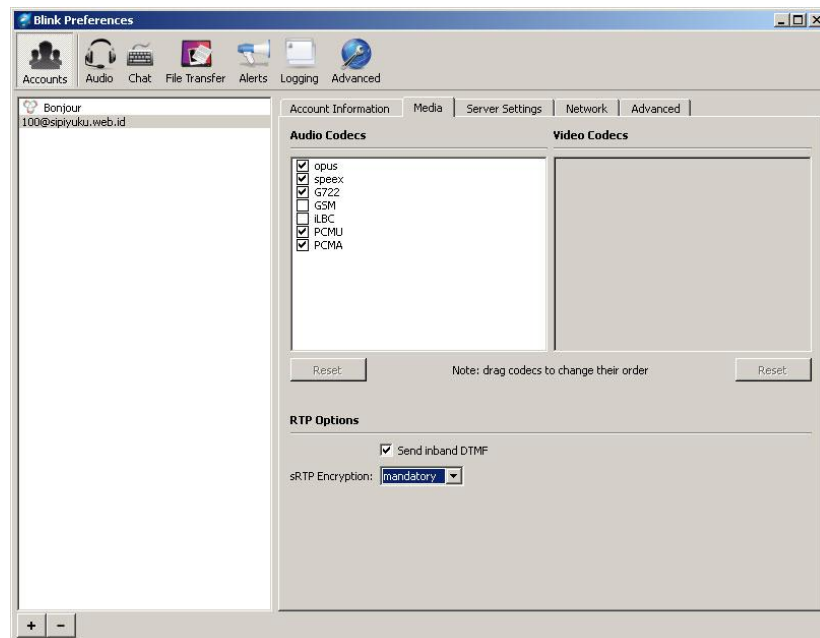 Blink Preferences
Accounts Audio Chat File Transfer Alerts Logging Advanced
Bonjour
100@sipiyuku.web.id
Account Information Media Server Settings Network Advanced
Audio Codecs Video Codecs
opus
speex
G722
GSM
iLBC
PCMU
PCMA
Reset Note: drag codecs to change their order Reset
RTP Options
Send inband DTMF
sRTP Encryption: mandatory
+ -